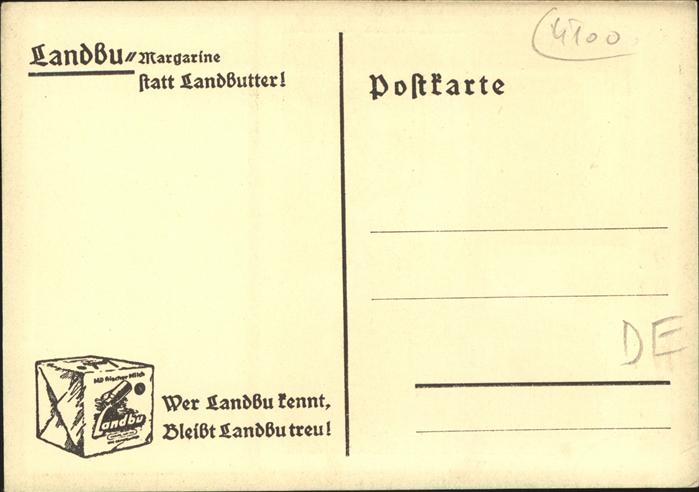 Landbu⸗Margarine
statt Landbutter!
Postkarte
4100
DE
Mit frischer Milch
Landbu
Wer Landbu kennt,
Bleibt Landbu treu!